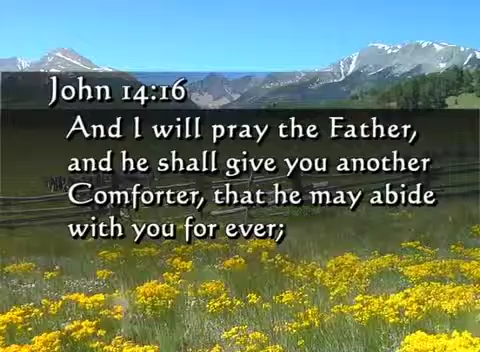 John 14:16
And I will pray the Father,
and he shall give you another
Comforter, that he may abide
with you for ever;